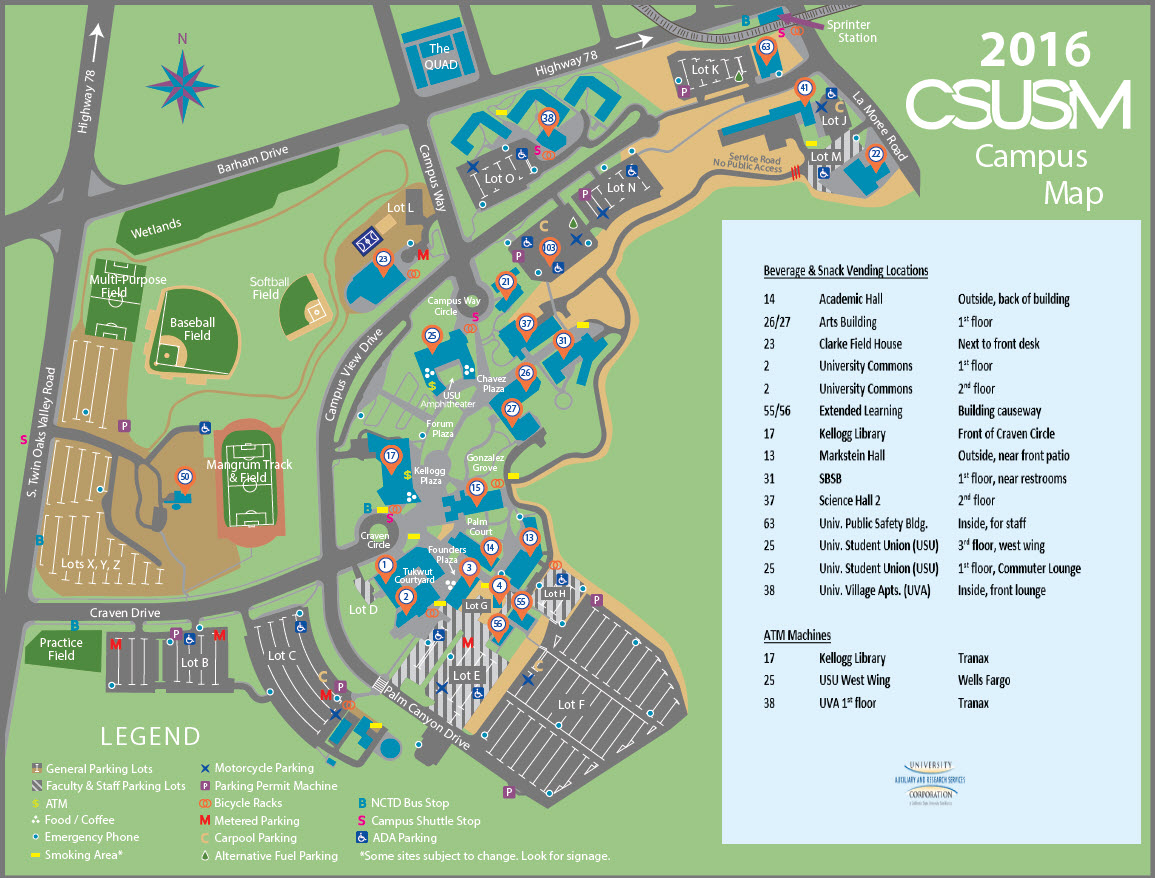 2016
CSUSM
Campus
Map
N
The
QUAD
Highway 78
Highway 78
Sprinter
Station
63
Lot K
41
Lot J
La Moree Road
22
Lot M
Service Road
No Public Access
38
Lot O
Lot N
Barham Drive
Campus Way
Wetlands
Lot L
23
103
21
Multi-Purpose
Field
Softball
Field
Baseball
Field
Campus Way
Circle
25
37
31
Campus View Drive
26
Chavez
Plaza
USU
Amphitheater
27
Forum
Plaza
S. Twin Oaks Valley Road
Mangrum Track
& Field
50
17
Kellogg
Plaza
Gonzalez
Grove
15
Craven
Circle
Palm
Court
13
14
Founders
Plaza
1
Tukwut
Courtyard
3
2
4
55
56
Lot D
Lot G
Lot H
Lots X, Y, Z
Craven Drive
Practice
Field
Lot B
Lot C
Lot E
Lot F
Palm Canyon Drive
Beverage & Snack Vending Locations
14 Academic Hall Outside, back of building
26/27 Arts Building 1st floor
23 Clarke Field House Next to front desk
2 University Commons 1st floor
2 University Commons 2nd floor
55/56 Extended Learning Building causeway
17 Kellogg Library Front of Craven Circle
13 Markstein Hall Outside, near front patio
31 SBSB 1st floor, near restrooms
37 Science Hall 2 2nd floor
63 Univ. Public Safety Bldg. Inside, for staff
25 Univ. Student Union (USU) 3rd floor, west wing
25 Univ. Student Union (USU) 1st floor, Commuter Lounge
38 Univ. Village Apts. (UVA) Inside, front lounge
ATM Machines
17 Kellogg Library Tranax
25 USU West Wing Wells Fargo
38 UVA 1st floor Tranax
UNIVERSITY
AUXILIARY AND RESEARCH SERVICES
CORPORATION
LEGEND
General Parking Lots
Faculty & Staff Parking Lots
$ ATM
Food / Coffee
Emergency Phone
Smoking Area*
Motorcycle Parking
P Parking Permit Machine
Bicycle Racks
M Metered Parking
C Carpool Parking
Alternative Fuel Parking
B NCTD Bus Stop
S Campus Shuttle Stop
ADA Parking
*Some sites subject to change. Look for signage.